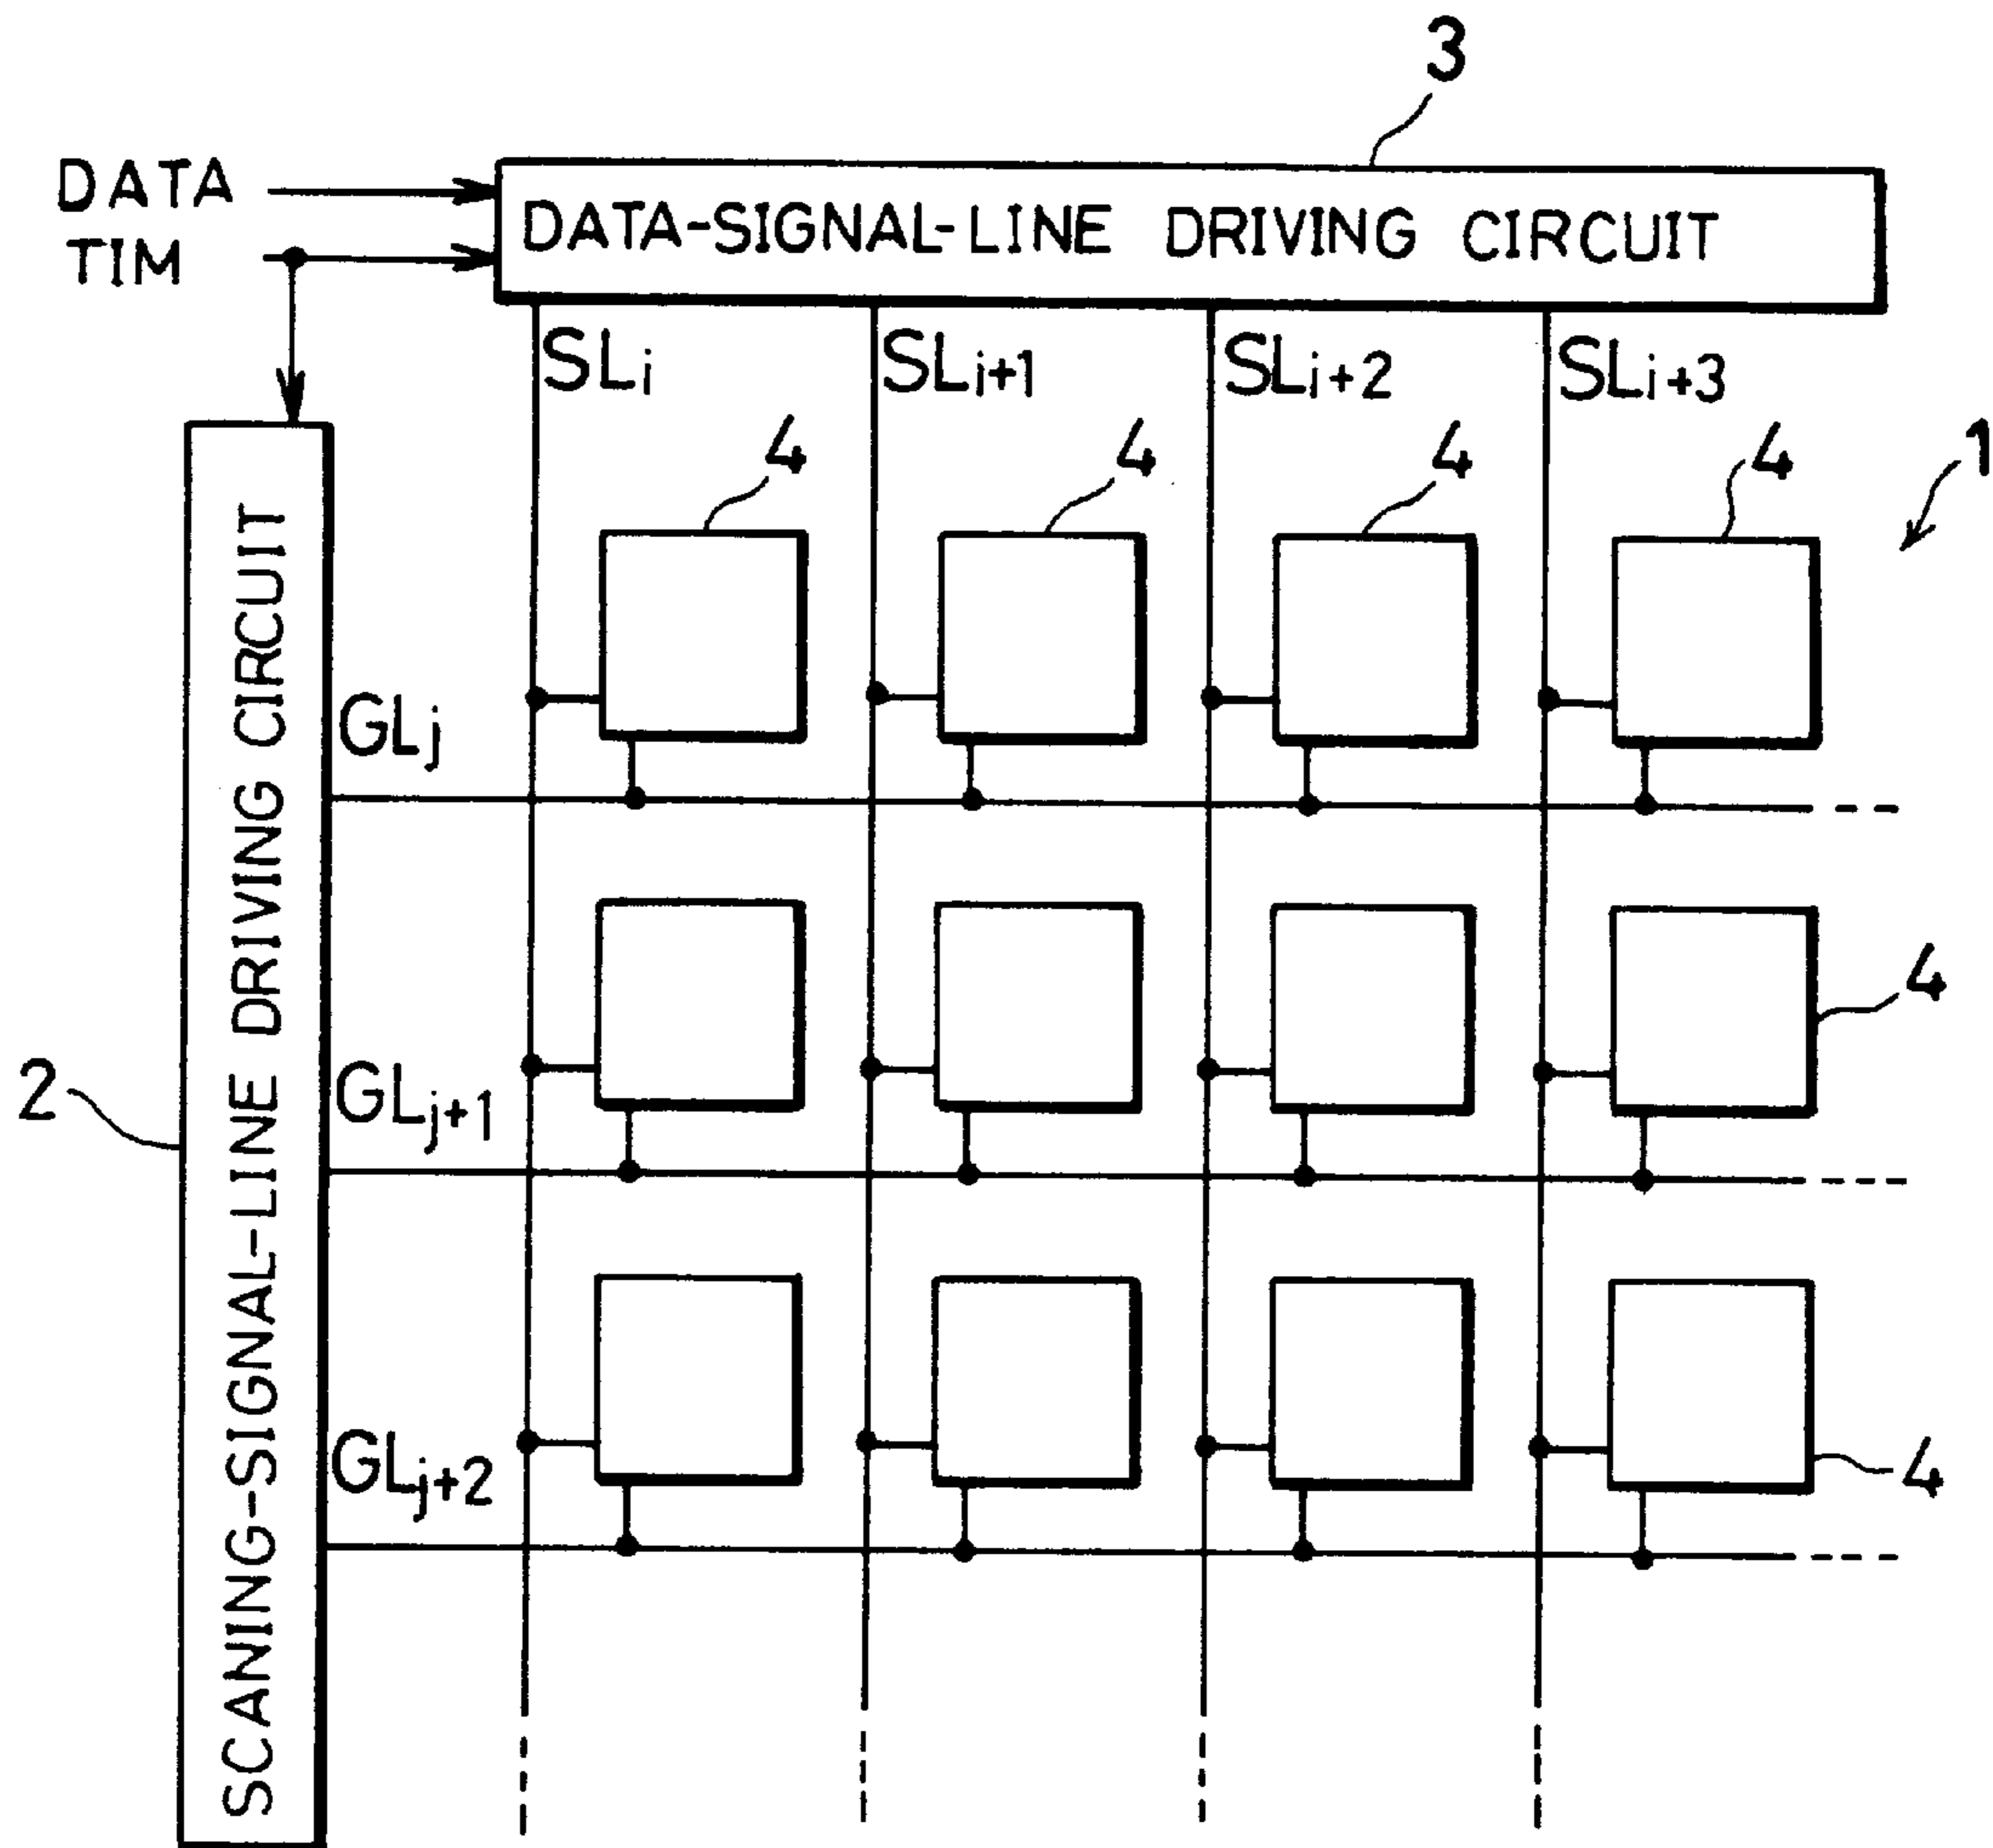 3
DATA
TIM
DATA-SIGNAL-LINE DRIVING CIRCUIT
SLi
SLi+1
SLi+2
SLi+3
4
4
4
4
1
SCANING-SIGNAL-LINE DRIVING CIRCUIT
GLj
4
2
GLj+1
GLj+2
4